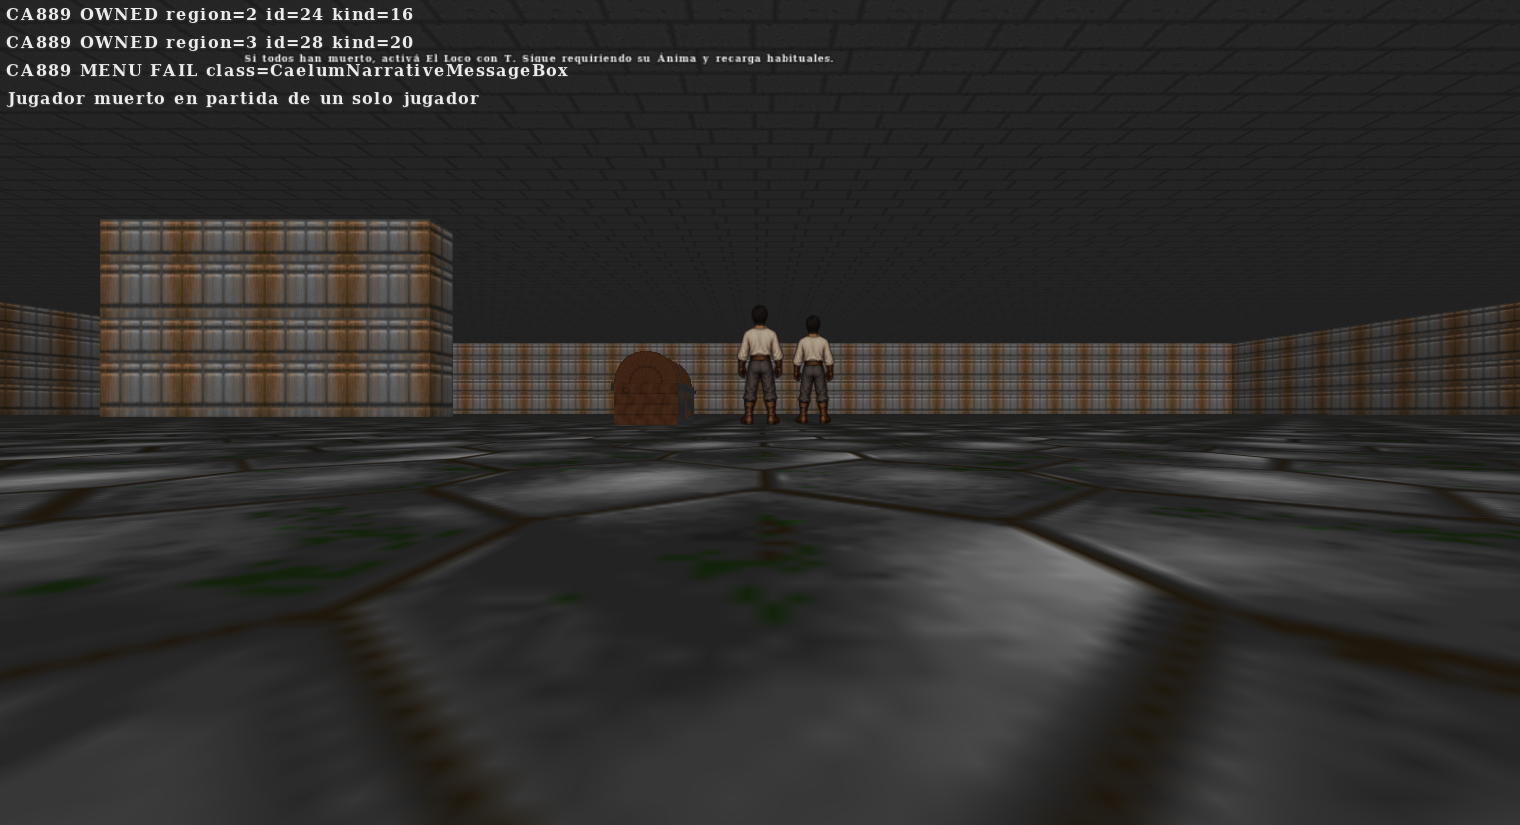 CA889 OWNED region=2 id=24 kind=16
CA889 OWNED region=3 id=28 kind=20
Si todos han muerto, activá El Loco con T. Sigue requiriendo su Ánima y recarga habituales.
CA889 MENU FAIL class=CaelumNarrativeMessageBox
Jugador muerto en partida de un solo jugador